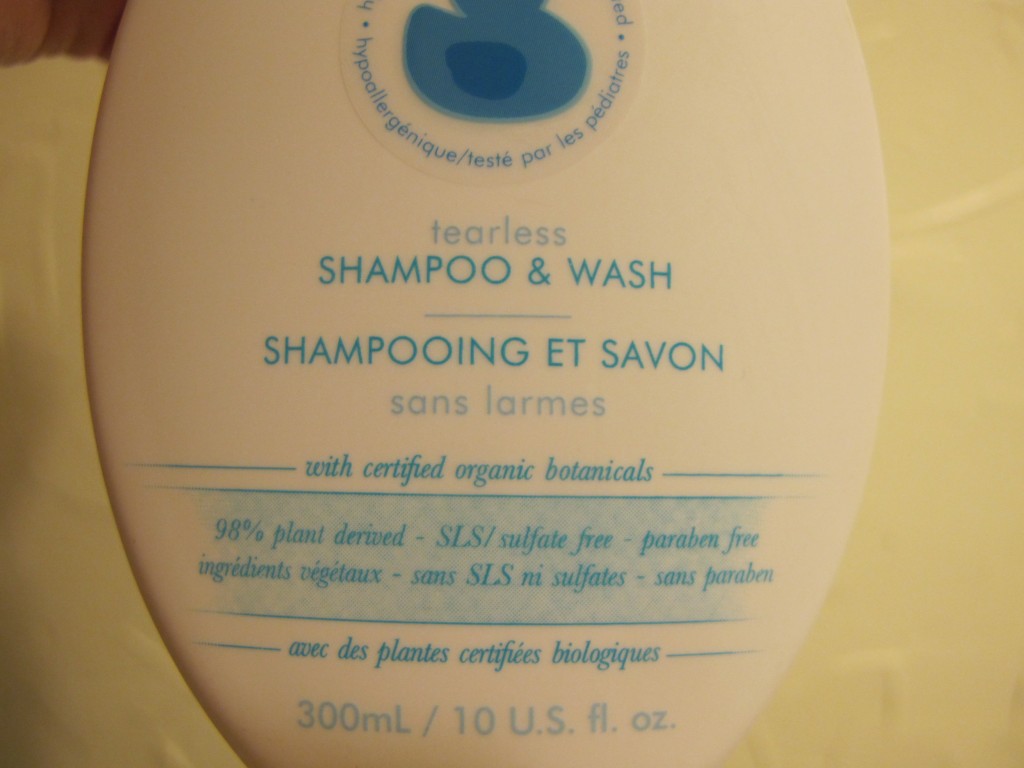 hypoallergénique/testé par les pédiatres •
tearless
SHAMPOO & WASH
SHAMPOOING ET SAVON
sans larmes
with certified organic botanicals
98% plant derived - SLS/sulfate free - paraben free
ingrédients végétaux - sans SLS ni sulfates - sans paraben
avec des plantes certifiées biologiques
300mL / 10 U.S. fl. oz.